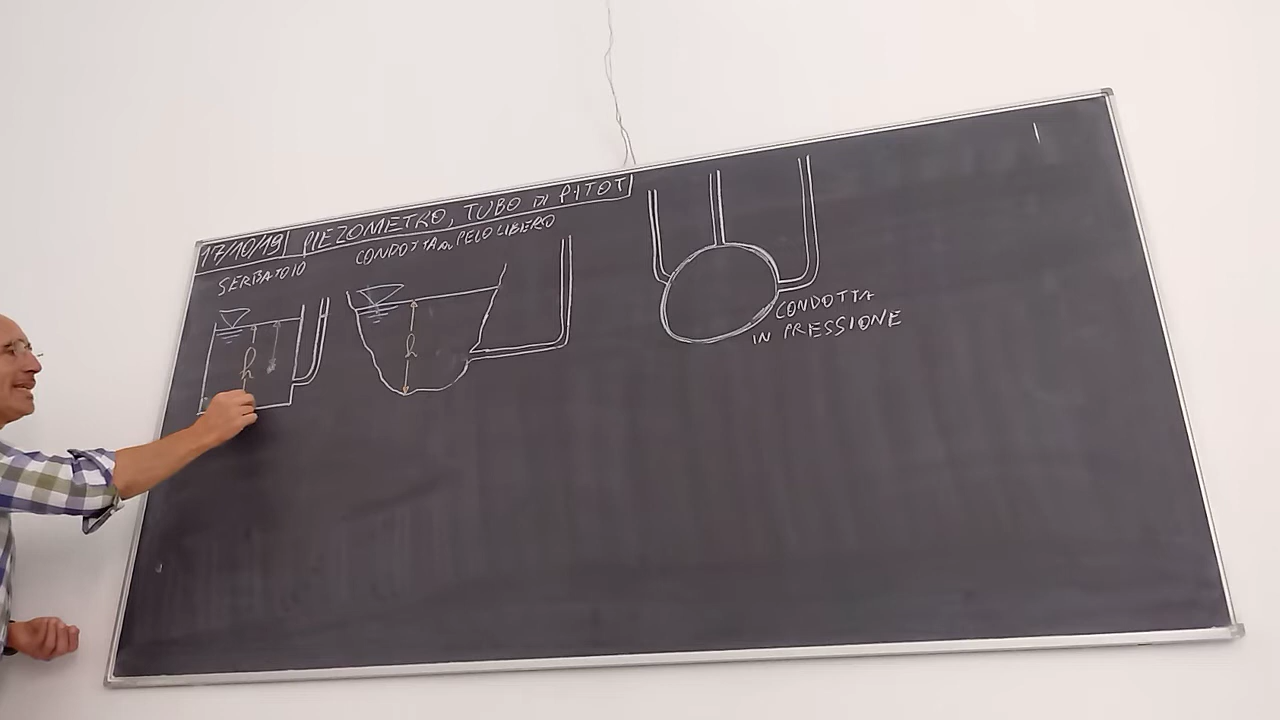 17/10/19 | PIEZOMETRO, TUBO DI PITOT
SERBATOIO
CONDOTTA a PELO LIBERO
h
h
CONDOTTA
IN PRESSIONE